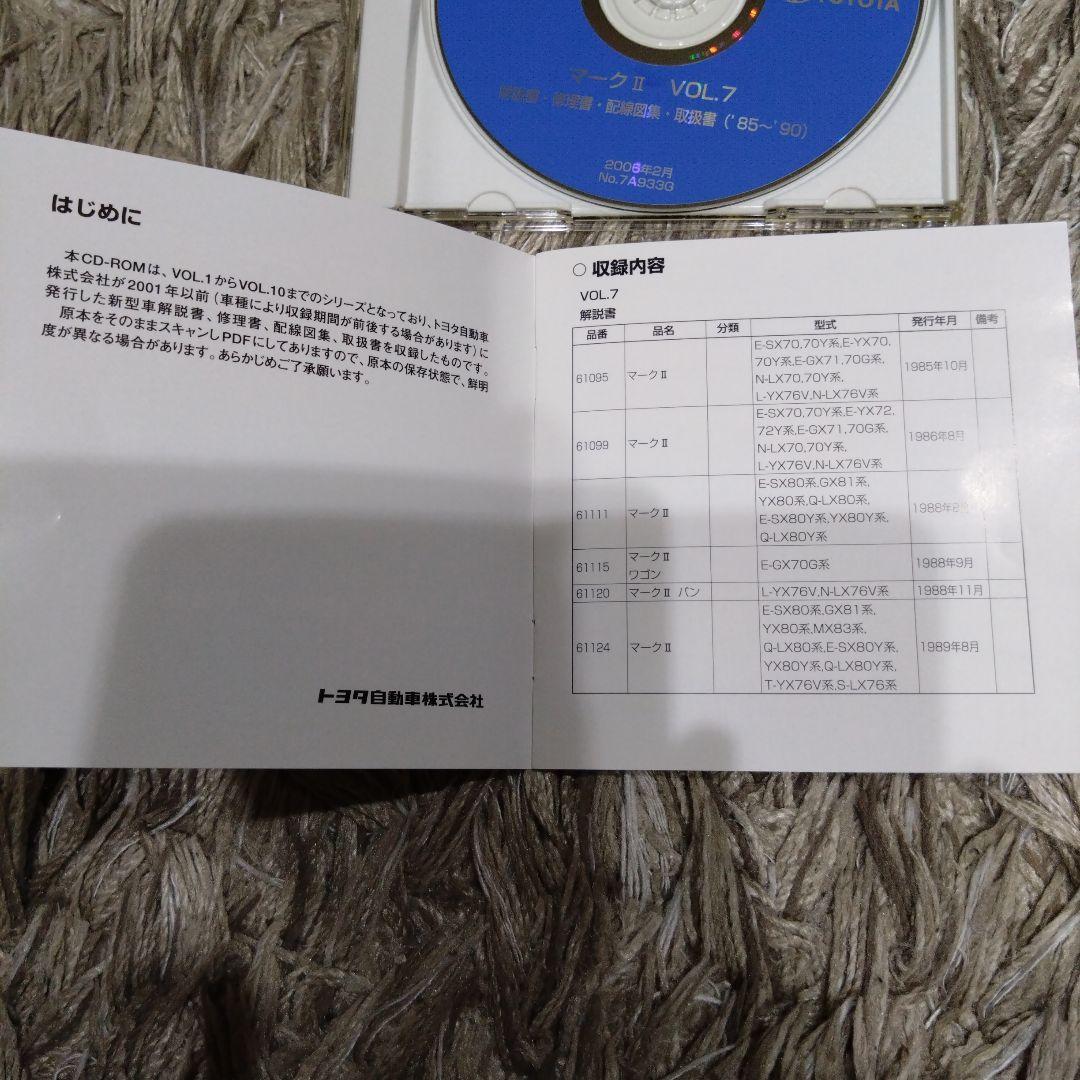 TOYOTA
マークⅡ VOL.7
解説書・修理書・配線図集・取扱書('85～'90)
2006年2月
No.7A933G
はじめに
本CD-ROMは、VOL.1からVOL.10までのシリーズとなっており、トヨタ自動車
株式会社が2001年以前(車種により収録期間が前後する場合があります)に
発行した新型車解説書、修理書、配線図集、取扱書を収録したものです。
原本をそのままスキャンしPDFにしてありますので、原本の保存状態で、鮮明
度が異なる場合があります。あらかじめご了承願います。
トヨタ自動車株式会社
○ 収録内容
VOL.7
解説書
品番 品名 分類 型式 発行年月 備考
E-SX70,70Y系,E-YX70,
70Y系,E-GX71,70G系,
61095 マークⅡ 1985年10月
N-LX70,70Y系,
L-YX76V,N-LX76V系
E-SX70,70Y系,E-YX72,
72Y系,E-GX71,70G系,
61099 マークⅡ 1986年8月
N-LX70,70Y系,
L-YX76V,N-LX76V系
E-SX80系,GX81系,
YX80系,Q-LX80系,
61111 マークⅡ 1988年8月
E-SX80Y系,YX80Y系,
Q-LX80Y系
61115 マークⅡ
ワゴン E-GX70G系 1988年9月
61120 マークⅡ バン L-YX76V,N-LX76V系 1988年11月
E-SX80系,GX81系,
YX80系,MX83系,
61124 マークⅡ Q-LX80系,E-SX80Y系, 1989年8月
YX80Y系,Q-LX80Y系,
T-YX76V系,S-LX76系